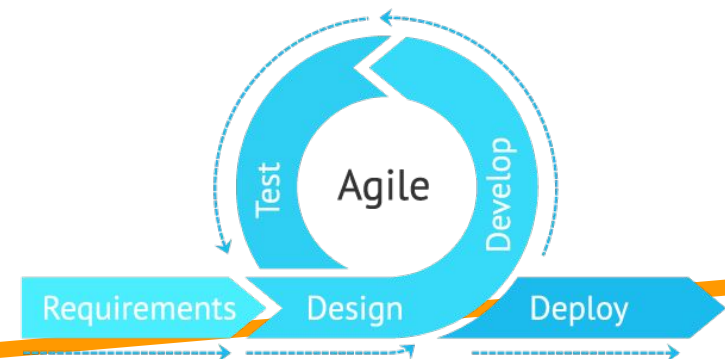 Agile
Test
Develop
Requirements
Design
Deploy